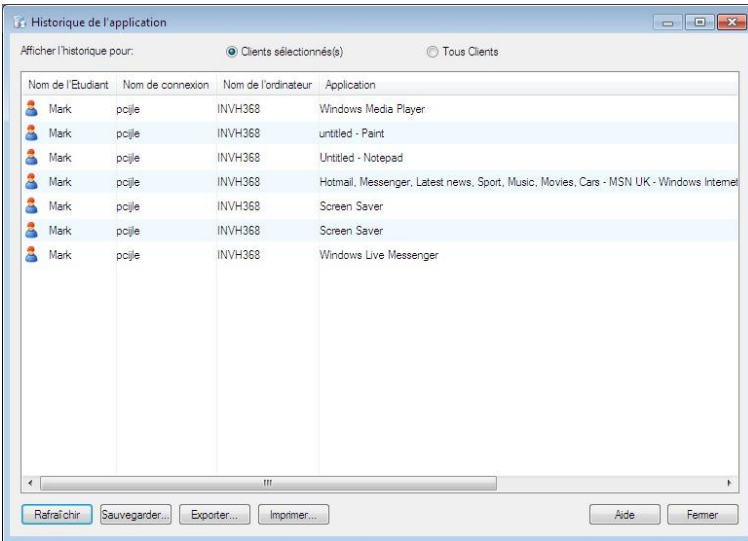 Historique de l'application
Afficher l'historique pour: Clients sélectionnés(s) Tous Clients
Nom de l'Etudiant Nom de connexion Nom de l'ordinateur Application
Mark pcijle INVH368 Windows Media Player
Mark pcijle INVH368 untitled - Paint
Mark pcijle INVH368 Untitled - Notepad
Mark pcijle INVH368 Hotmail, Messenger, Latest news, Sport, Music, Movies, Cars - MSN UK - Windows Internet
Mark pcijle INVH368 Screen Saver
Mark pcijle INVH368 Screen Saver
Mark pcijle INVH368 Windows Live Messenger
Rafraîchir Sauvegarder... Exporter... Imprimer... Aide Fermer